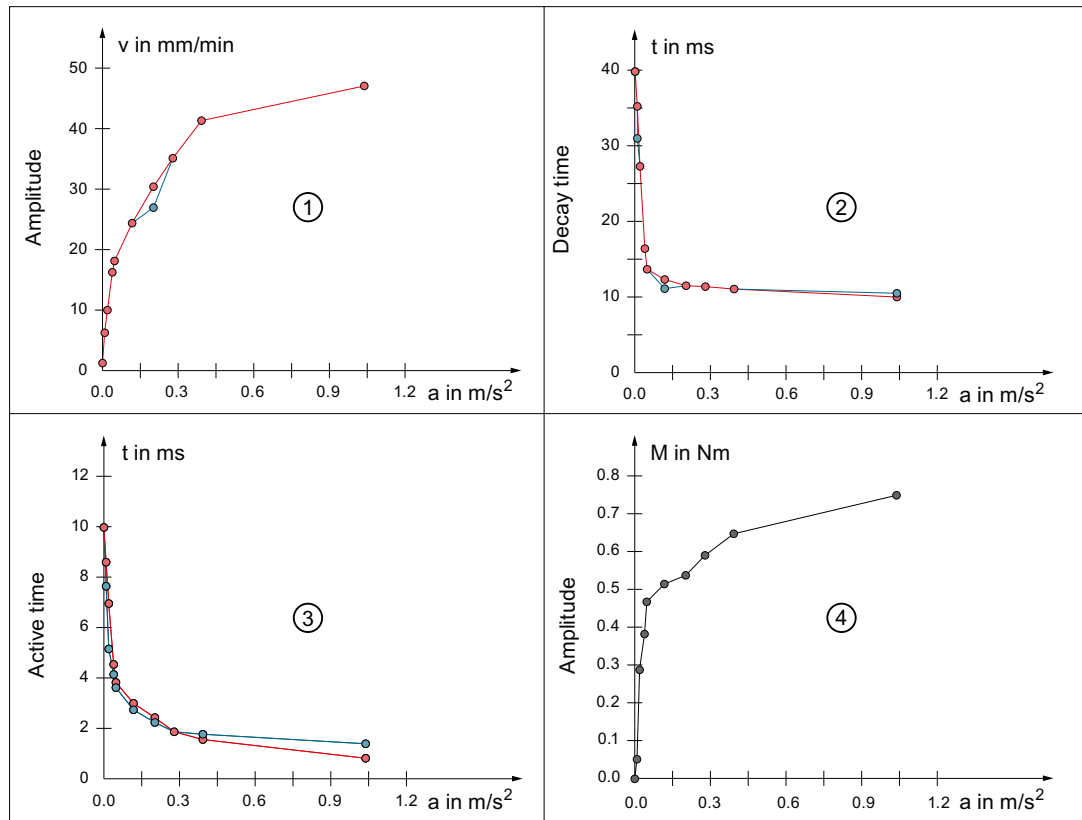 v in mm/min
50
40
30
20
10
0
Amplitude
1
0.0 0.3 0.6 0.9 1.2
a in m/s²
t in ms
40
30
20
10
0
Decay time
2
0.0 0.3 0.6 0.9 1.2
a in m/s²
t in ms
12
10
8
6
4
2
0
Active time
3
0.0 0.3 0.6 0.9 1.2
a in m/s²
M in Nm
0.8
0.7
0.6
0.5
0.4
0.3
0.2
0.1
0.0
Amplitude
4
0.0 0.3 0.6 0.9 1.2
a in m/s²